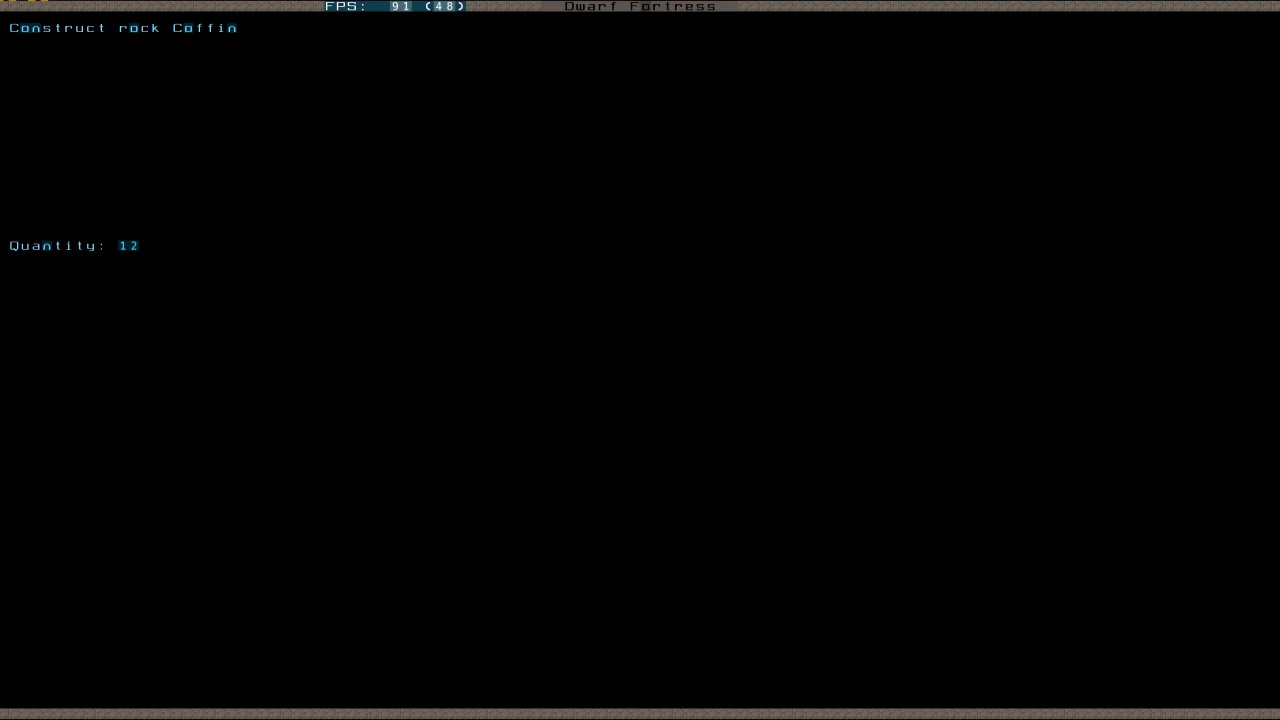 FPS: 91 (48) Dwarf Fortress
Construct rock Coffin
Quantity: 12